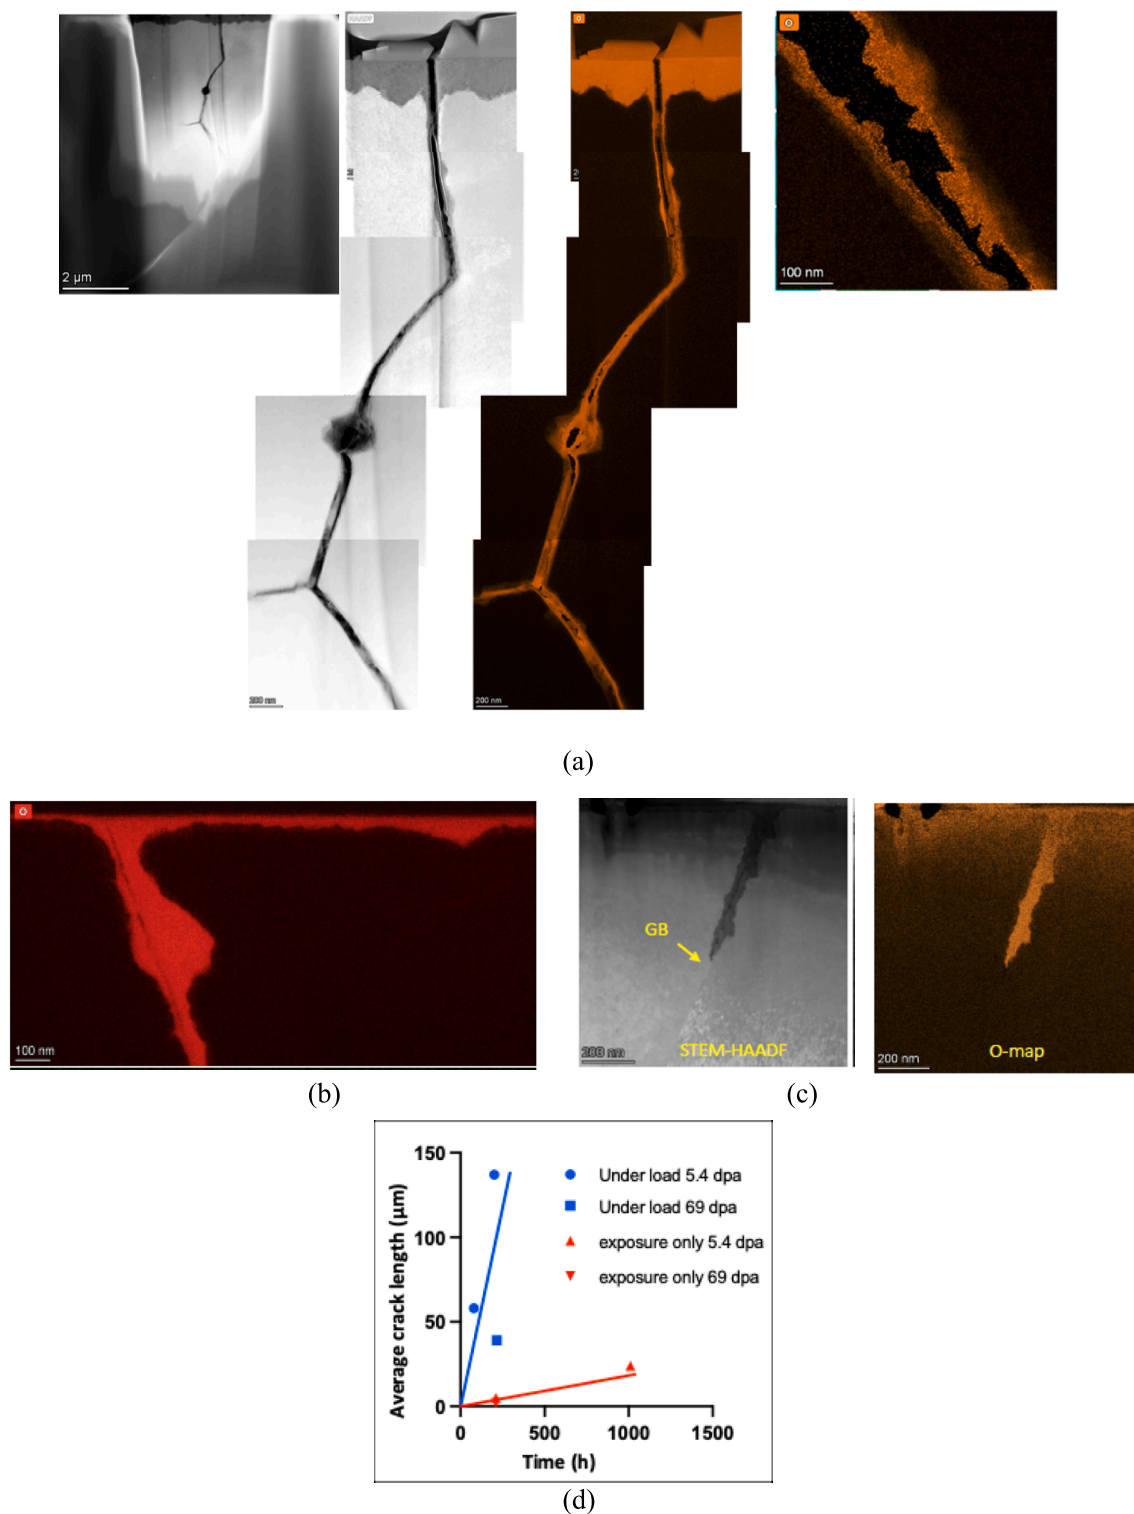 HAADF
O
O
2 µm
100 nm
200 nm
200 nm
(a)
O
100 nm
GB
STEM-HAADF
200 nm
O-map
200 nm
(b)
(c)
150
100
50
0
Average crack length (µm)
Under load 5.4 dpa
Under load 69 dpa
exposure only 5.4 dpa
exposure only 69 dpa
0
500
1000
1500
Time (h)
(d)